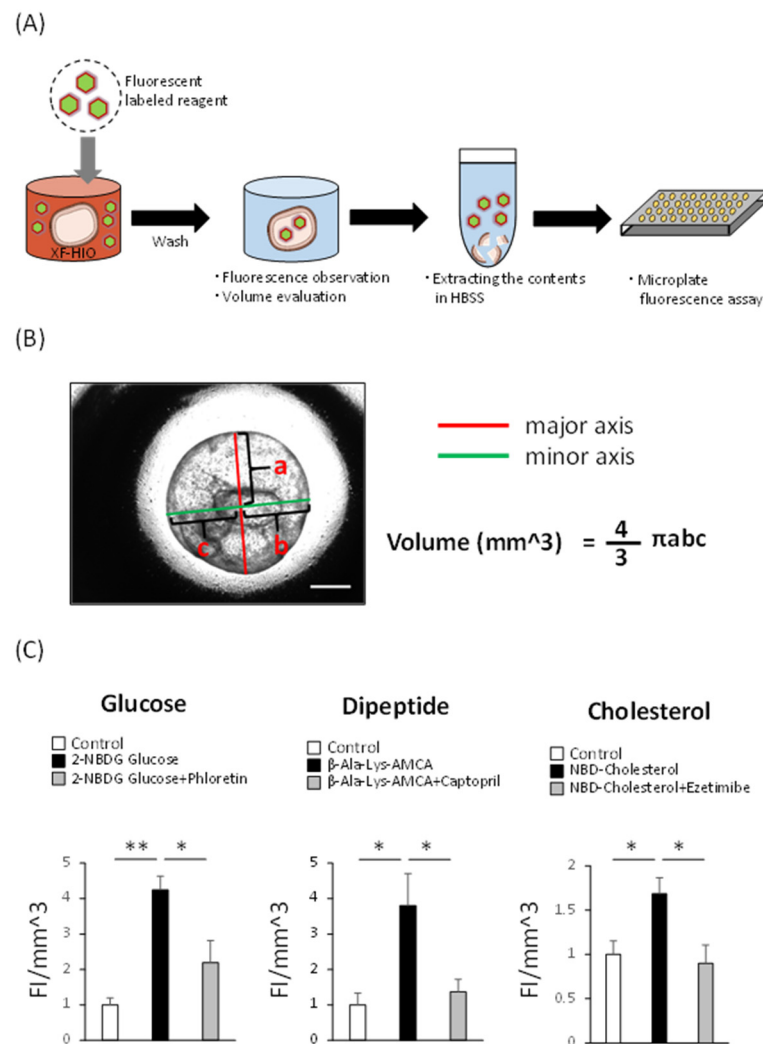 (A)
Fluorescent
labeled reagent
XF-HIO
Wash
・Fluorescence observation
・Volume evaluation
・Extracting the contents
in HBSS
・Microplate
fluorescence assay
(B)
a
c
b
major axis
minor axis
Volume (mm^3) = 4/3 πabc
(C)
Glucose
Control
2-NBDG Glucose
2-NBDG Glucose+Phloretin
** *
5
4
3
2
1
0
FI/mm^3
Dipeptide
Control
β-Ala-Lys-AMCA
β-Ala-Lys-AMCA+Captopril
* *
5
4
3
2
1
0
FI/mm^3
Cholesterol
Control
NBD-Cholesterol
NBD-Cholesterol+Ezetimibe
* *
2
1.5
1
0.5
0
FI/mm^3